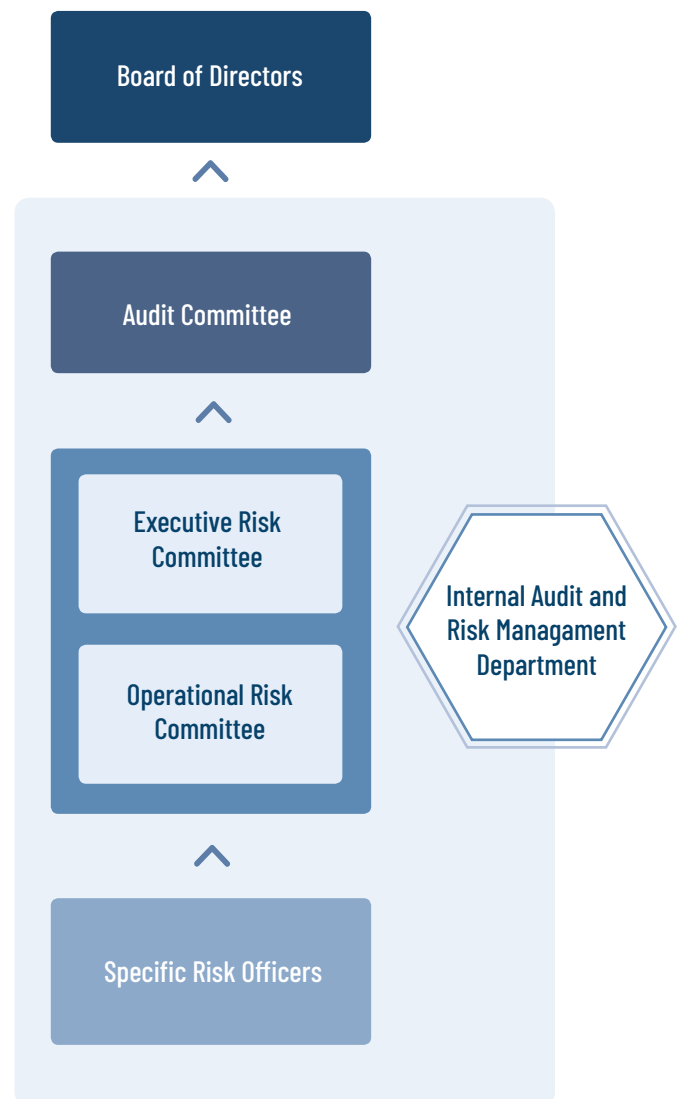 Board of Directors
Audit Committee
Executive Risk
Committee
Internal Audit and
Risk Managament
Department
Operational Risk
Committee
Specific Risk Officers